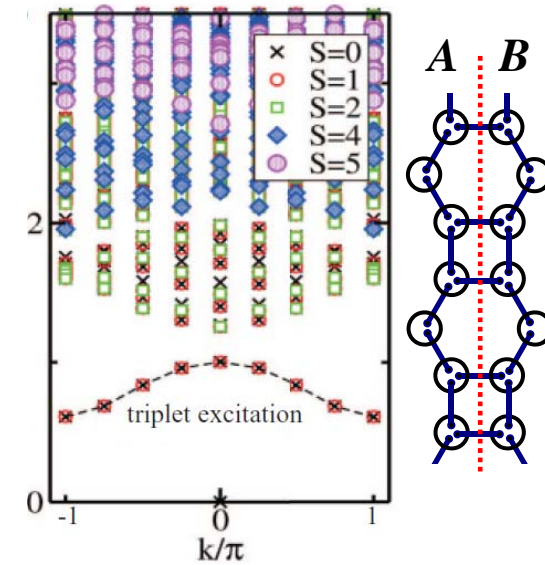 A B
S=0
S=1
S=2
S=4
S=5
2
triplet excitation
0
-1 0 1
k/π